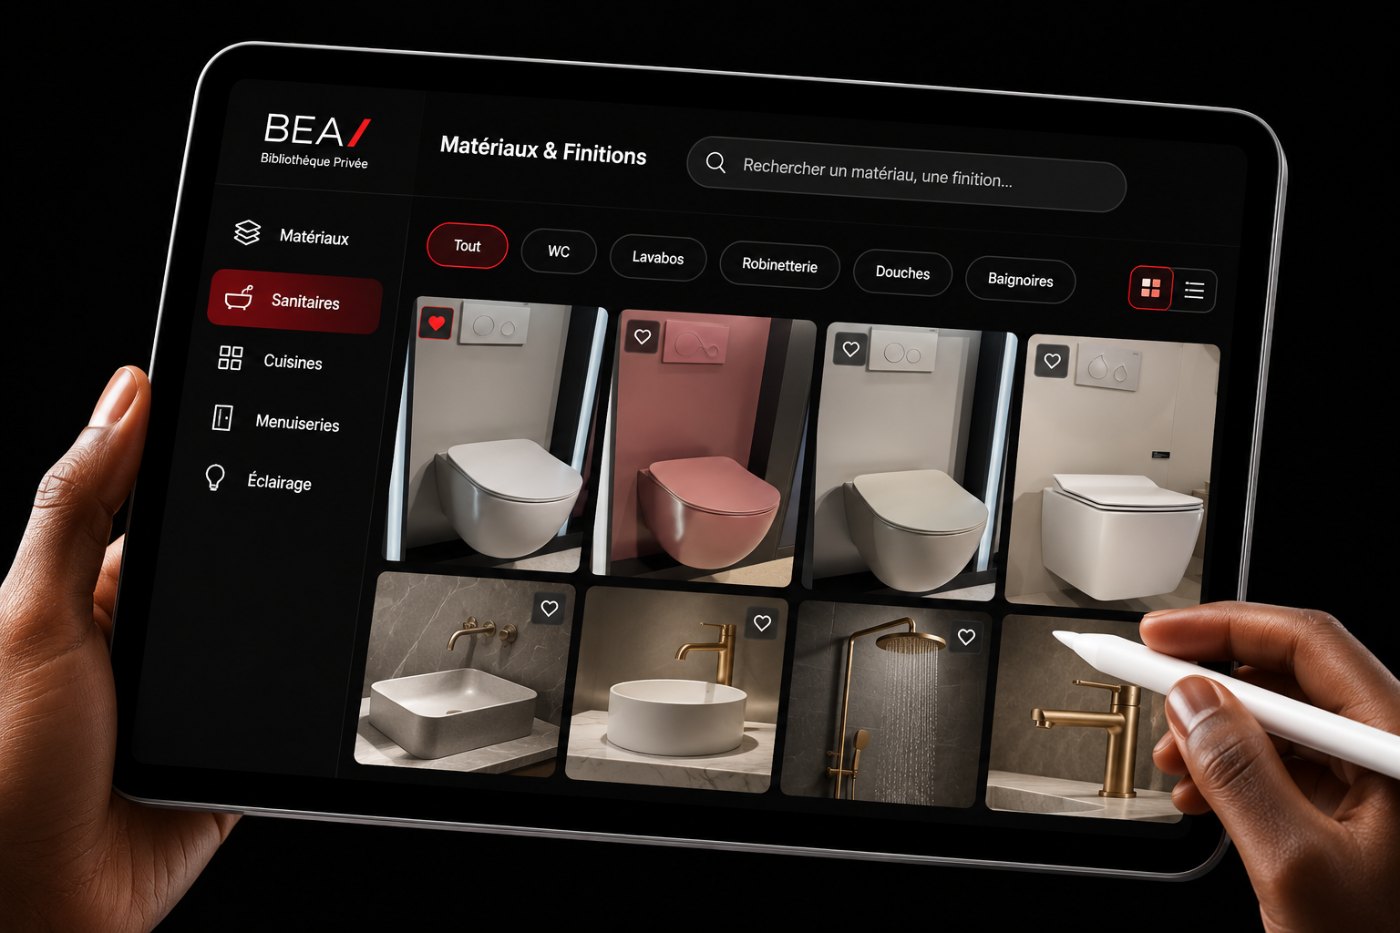 BEA/
Bibliothèque Privée
Matériaux & Finitions
Rechercher un matériau, une finition...
Matériaux
Sanitaires
Cuisines
Menuiseries
Éclairage
Tout
WC
Lavabos
Robinetterie
Douches
Baignoires